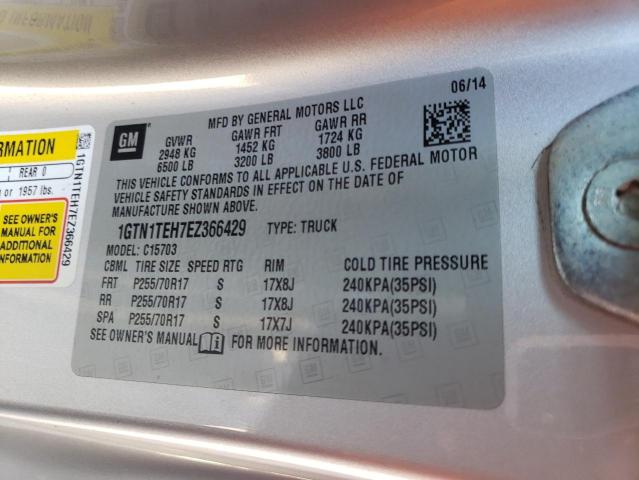 06/14
MFD BY GENERAL MOTORS LLC
GM
GVWR GAWR FRT GAWR RR
2948 KG 1452 KG 1724 KG
6500 LB 3200 LB 3800 LB
THIS VEHICLE CONFORMS TO ALL APPLICABLE U.S. FEDERAL MOTOR
VEHICLE SAFETY STANDARDS IN EFFECT ON THE DATE OF
MANUFACTURE SHOWN ABOVE.
1GTN1TEH7EZ366429 TYPE: TRUCK
MODEL: C15703
CBML TIRE SIZE SPEED RTG RIM COLD TIRE PRESSURE
FRT P255/70R17 S 17X8J 240KPA(35PSI)
RR P255/70R17 S 17X8J 240KPA(35PSI)
SPA P255/70R17 S 17X7J 240KPA(35PSI)
SEE OWNER'S MANUAL FOR MORE INFORMATION.
REAR 0
or 1957 lbs.
SEE OWNER'S
MANUAL FOR
ADDITIONAL
INFORMATION
1GTN1TEH7EZ366429